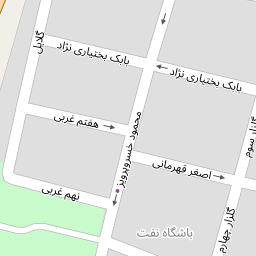 گلایل
بابک بختیاری نژاد
بابک بختیاری نژاد
محمود خسروپرویز
هفتم غربی
گلزار سوم
اصغر قهرمانی
نهم غربی
گلزار چهارم
باشگاه نفت